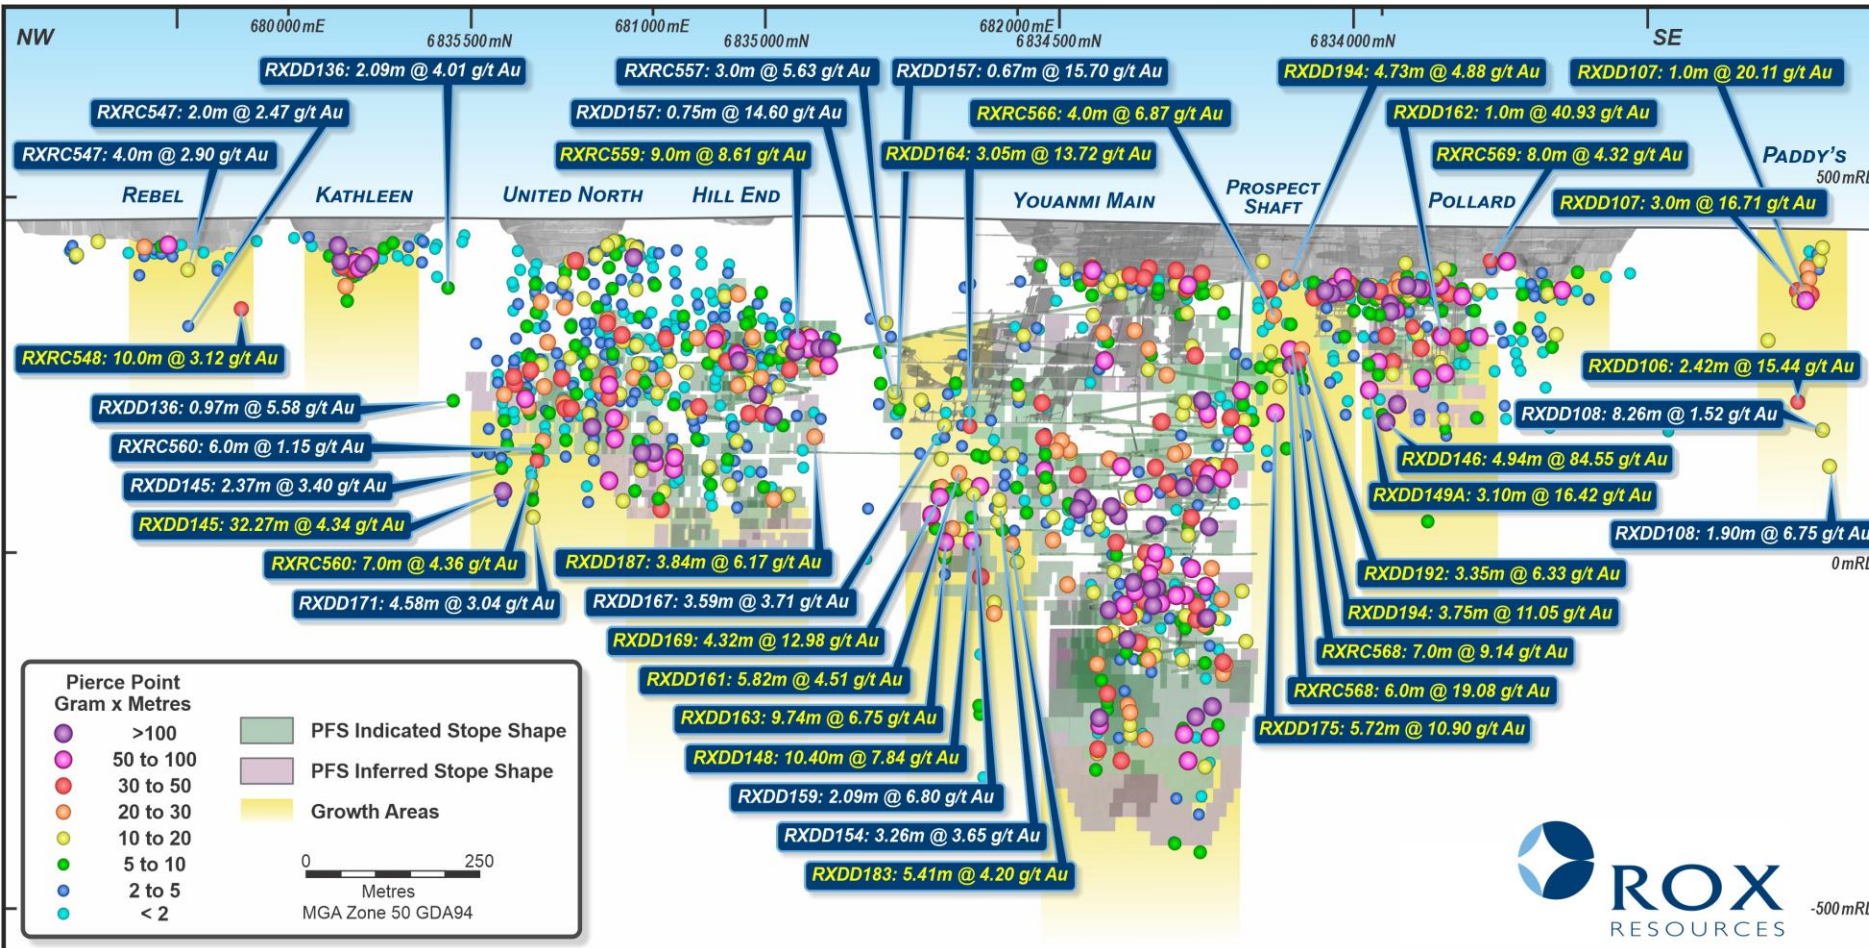 NW
680 000 mE
6 835 500 mN
681 000 mE
6 835 000 mN
682 000 mE
6 834 500 mN
6 834 000 mN
SE
RXDD136: 2.09m @ 4.01 g/t Au
RXRC557: 3.0m @ 5.63 g/t Au
RXDD157: 0.67m @ 15.70 g/t Au
RXDD194: 4.73m @ 4.88 g/t Au
RXDD107: 1.0m @ 20.11 g/t Au
RXRC547: 2.0m @ 2.47 g/t Au
RXDD157: 0.75m @ 14.60 g/t Au
RXRC566: 4.0m @ 6.87 g/t Au
RXDD162: 1.0m @ 40.93 g/t Au
RXRC547: 4.0m @ 2.90 g/t Au
RXRC559: 9.0m @ 8.61 g/t Au
RXDD164: 3.05m @ 13.72 g/t Au
RXRC569: 8.0m @ 4.32 g/t Au
PADDY'S
500 mRL
REBEL
KATHLEEN
UNITED NORTH
HILL END
YOUANMI MAIN
PROSPECT
SHAFT
POLLARD
RXDD107: 3.0m @ 16.71 g/t Au
RXRC548: 10.0m @ 3.12 g/t Au
RXDD106: 2.42m @ 15.44 g/t Au
RXDD136: 0.97m @ 5.58 g/t Au
RXDD108: 8.26m @ 1.52 g/t Au
RXRC560: 6.0m @ 1.15 g/t Au
RXDD146: 4.94m @ 84.55 g/t Au
RXDD145: 2.37m @ 3.40 g/t Au
RXDD149A: 3.10m @ 16.42 g/t Au
RXDD145: 32.27m @ 4.34 g/t Au
RXDD108: 1.90m @ 6.75 g/t Au
RXRC560: 7.0m @ 4.36 g/t Au
RXDD187: 3.84m @ 6.17 g/t Au
0 mRL
RXDD192: 3.35m @ 6.33 g/t Au
RXDD171: 4.58m @ 3.04 g/t Au
RXDD167: 3.59m @ 3.71 g/t Au
RXDD194: 3.75m @ 11.05 g/t Au
RXDD169: 4.32m @ 12.98 g/t Au
RXRC568: 7.0m @ 9.14 g/t Au
RXDD161: 5.82m @ 4.51 g/t Au
RXRC568: 6.0m @ 19.08 g/t Au
RXDD163: 9.74m @ 6.75 g/t Au
RXDD175: 5.72m @ 10.90 g/t Au
RXDD148: 10.40m @ 7.84 g/t Au
RXDD159: 2.09m @ 6.80 g/t Au
RXDD154: 3.26m @ 3.65 g/t Au
RXDD183: 5.41m @ 4.20 g/t Au
Pierce Point
Gram x Metres
>100
50 to 100
30 to 50
20 to 30
10 to 20
5 to 10
2 to 5
< 2
PFS Indicated Stope Shape
PFS Inferred Stope Shape
Growth Areas
0 250
Metres
MGA Zone 50 GDA94
ROX
RESOURCES
-500 mRL